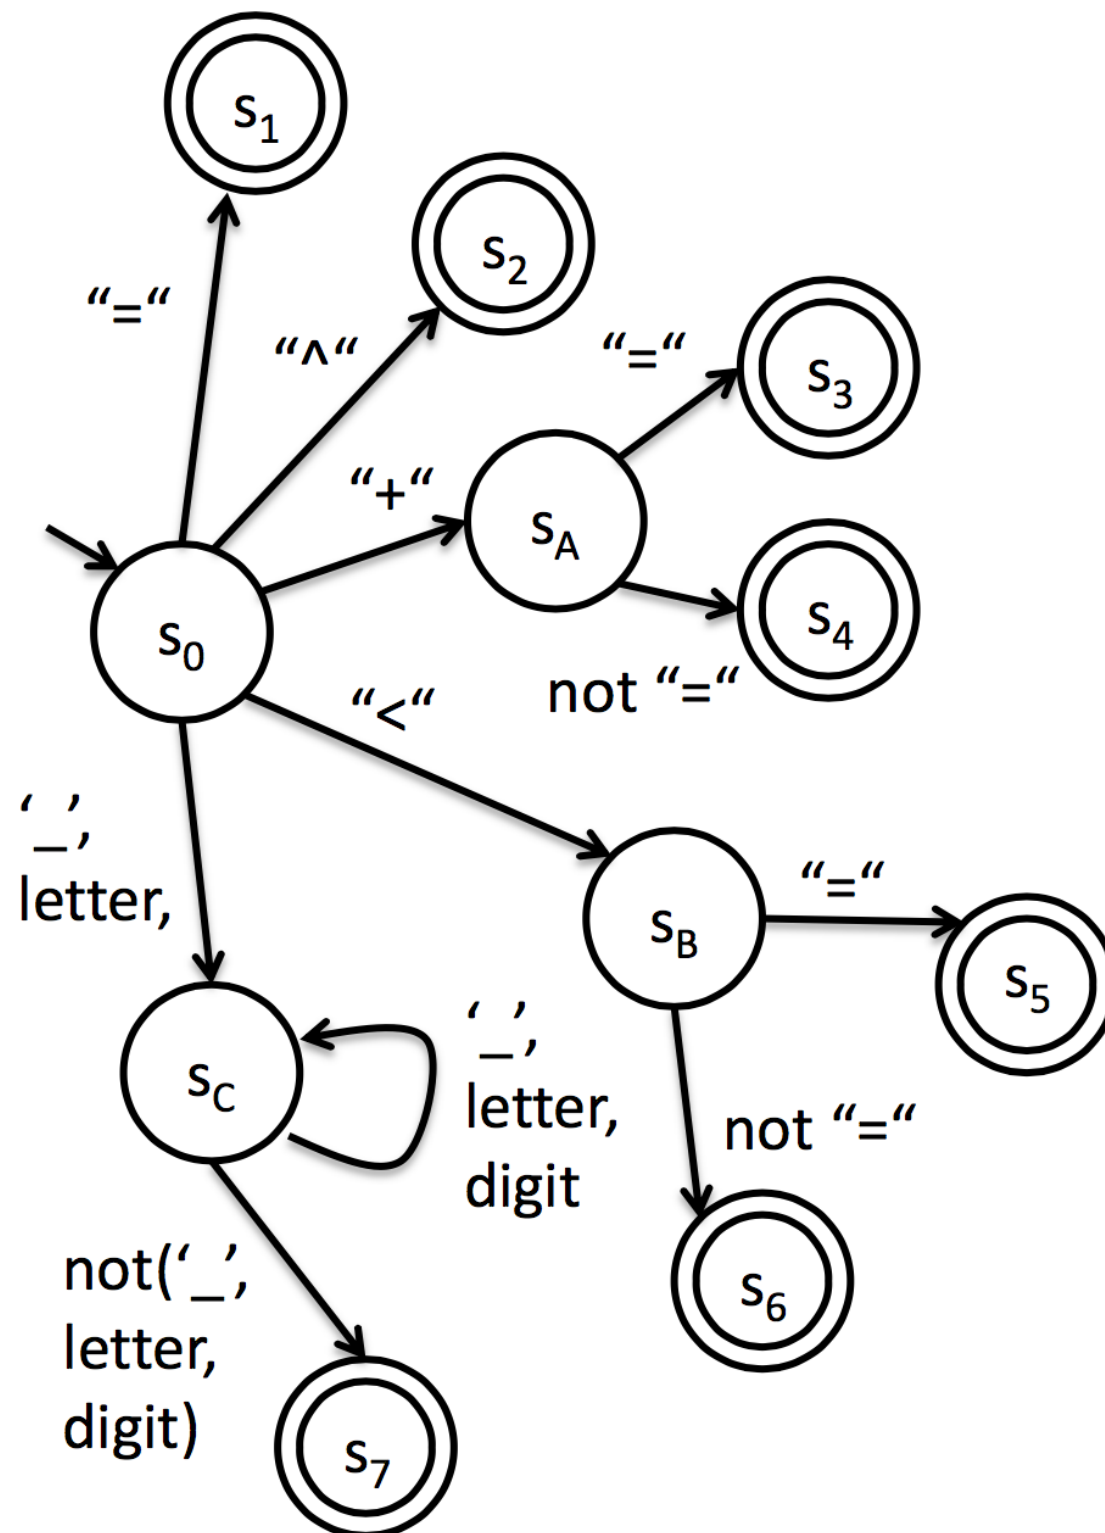 s1
s2
“=“
“^“
“=“
s3
“+“
sA
s4
s0
not “=“
“<“
‘_’,
letter,
“=“
sB
s5
sC
‘_’,
letter,
digit
not “=“
not(‘_’,
letter,
digit)
s6
s7